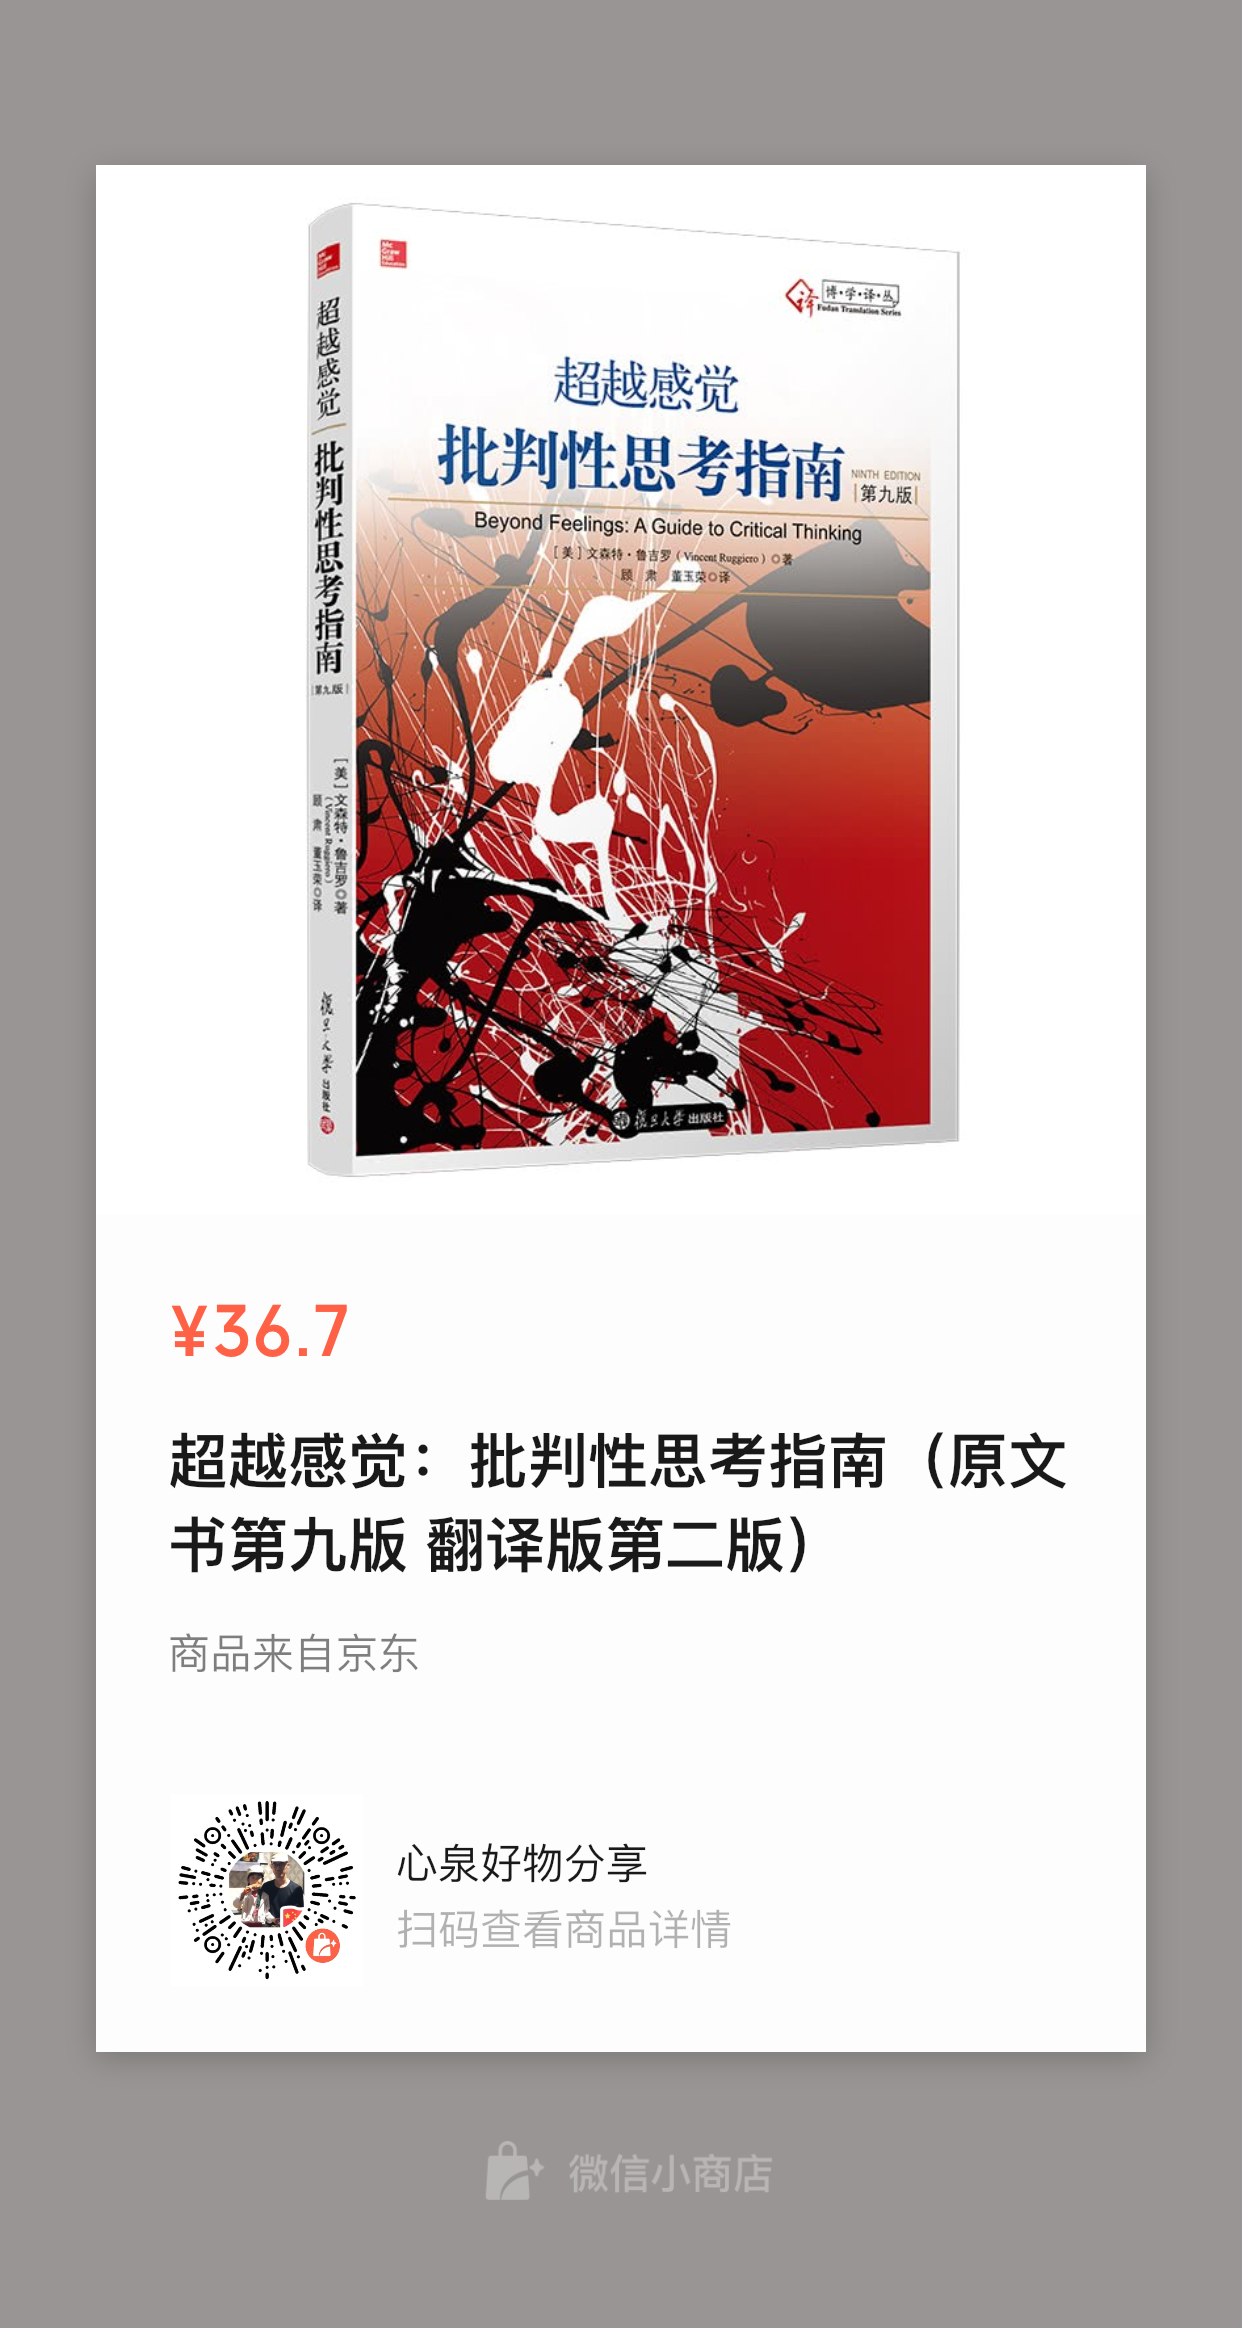 Mc
Graw
Hill
Education
博·学·译·丛
Fudan Translation Series
超越感觉
批判性思考指南
NINTH EDITION
第九版
Beyond Feelings: A Guide to Critical Thinking
[美]文森特·鲁吉罗（Vincent Ruggiero）◎著
顾 肃 董玉荣◎译
復旦大学出版社
超越感觉
批判性思考指南
第九版
[美]文森特·鲁吉罗◎著
（Vincent Ruggiero）
顾 肃 董玉荣◎译
復旦大学出版社
¥36.7
超越感觉：批判性思考指南（原文
书第九版 翻译版第二版）
商品来自京东
心泉好物分享
扫码查看商品详情
微信小商店